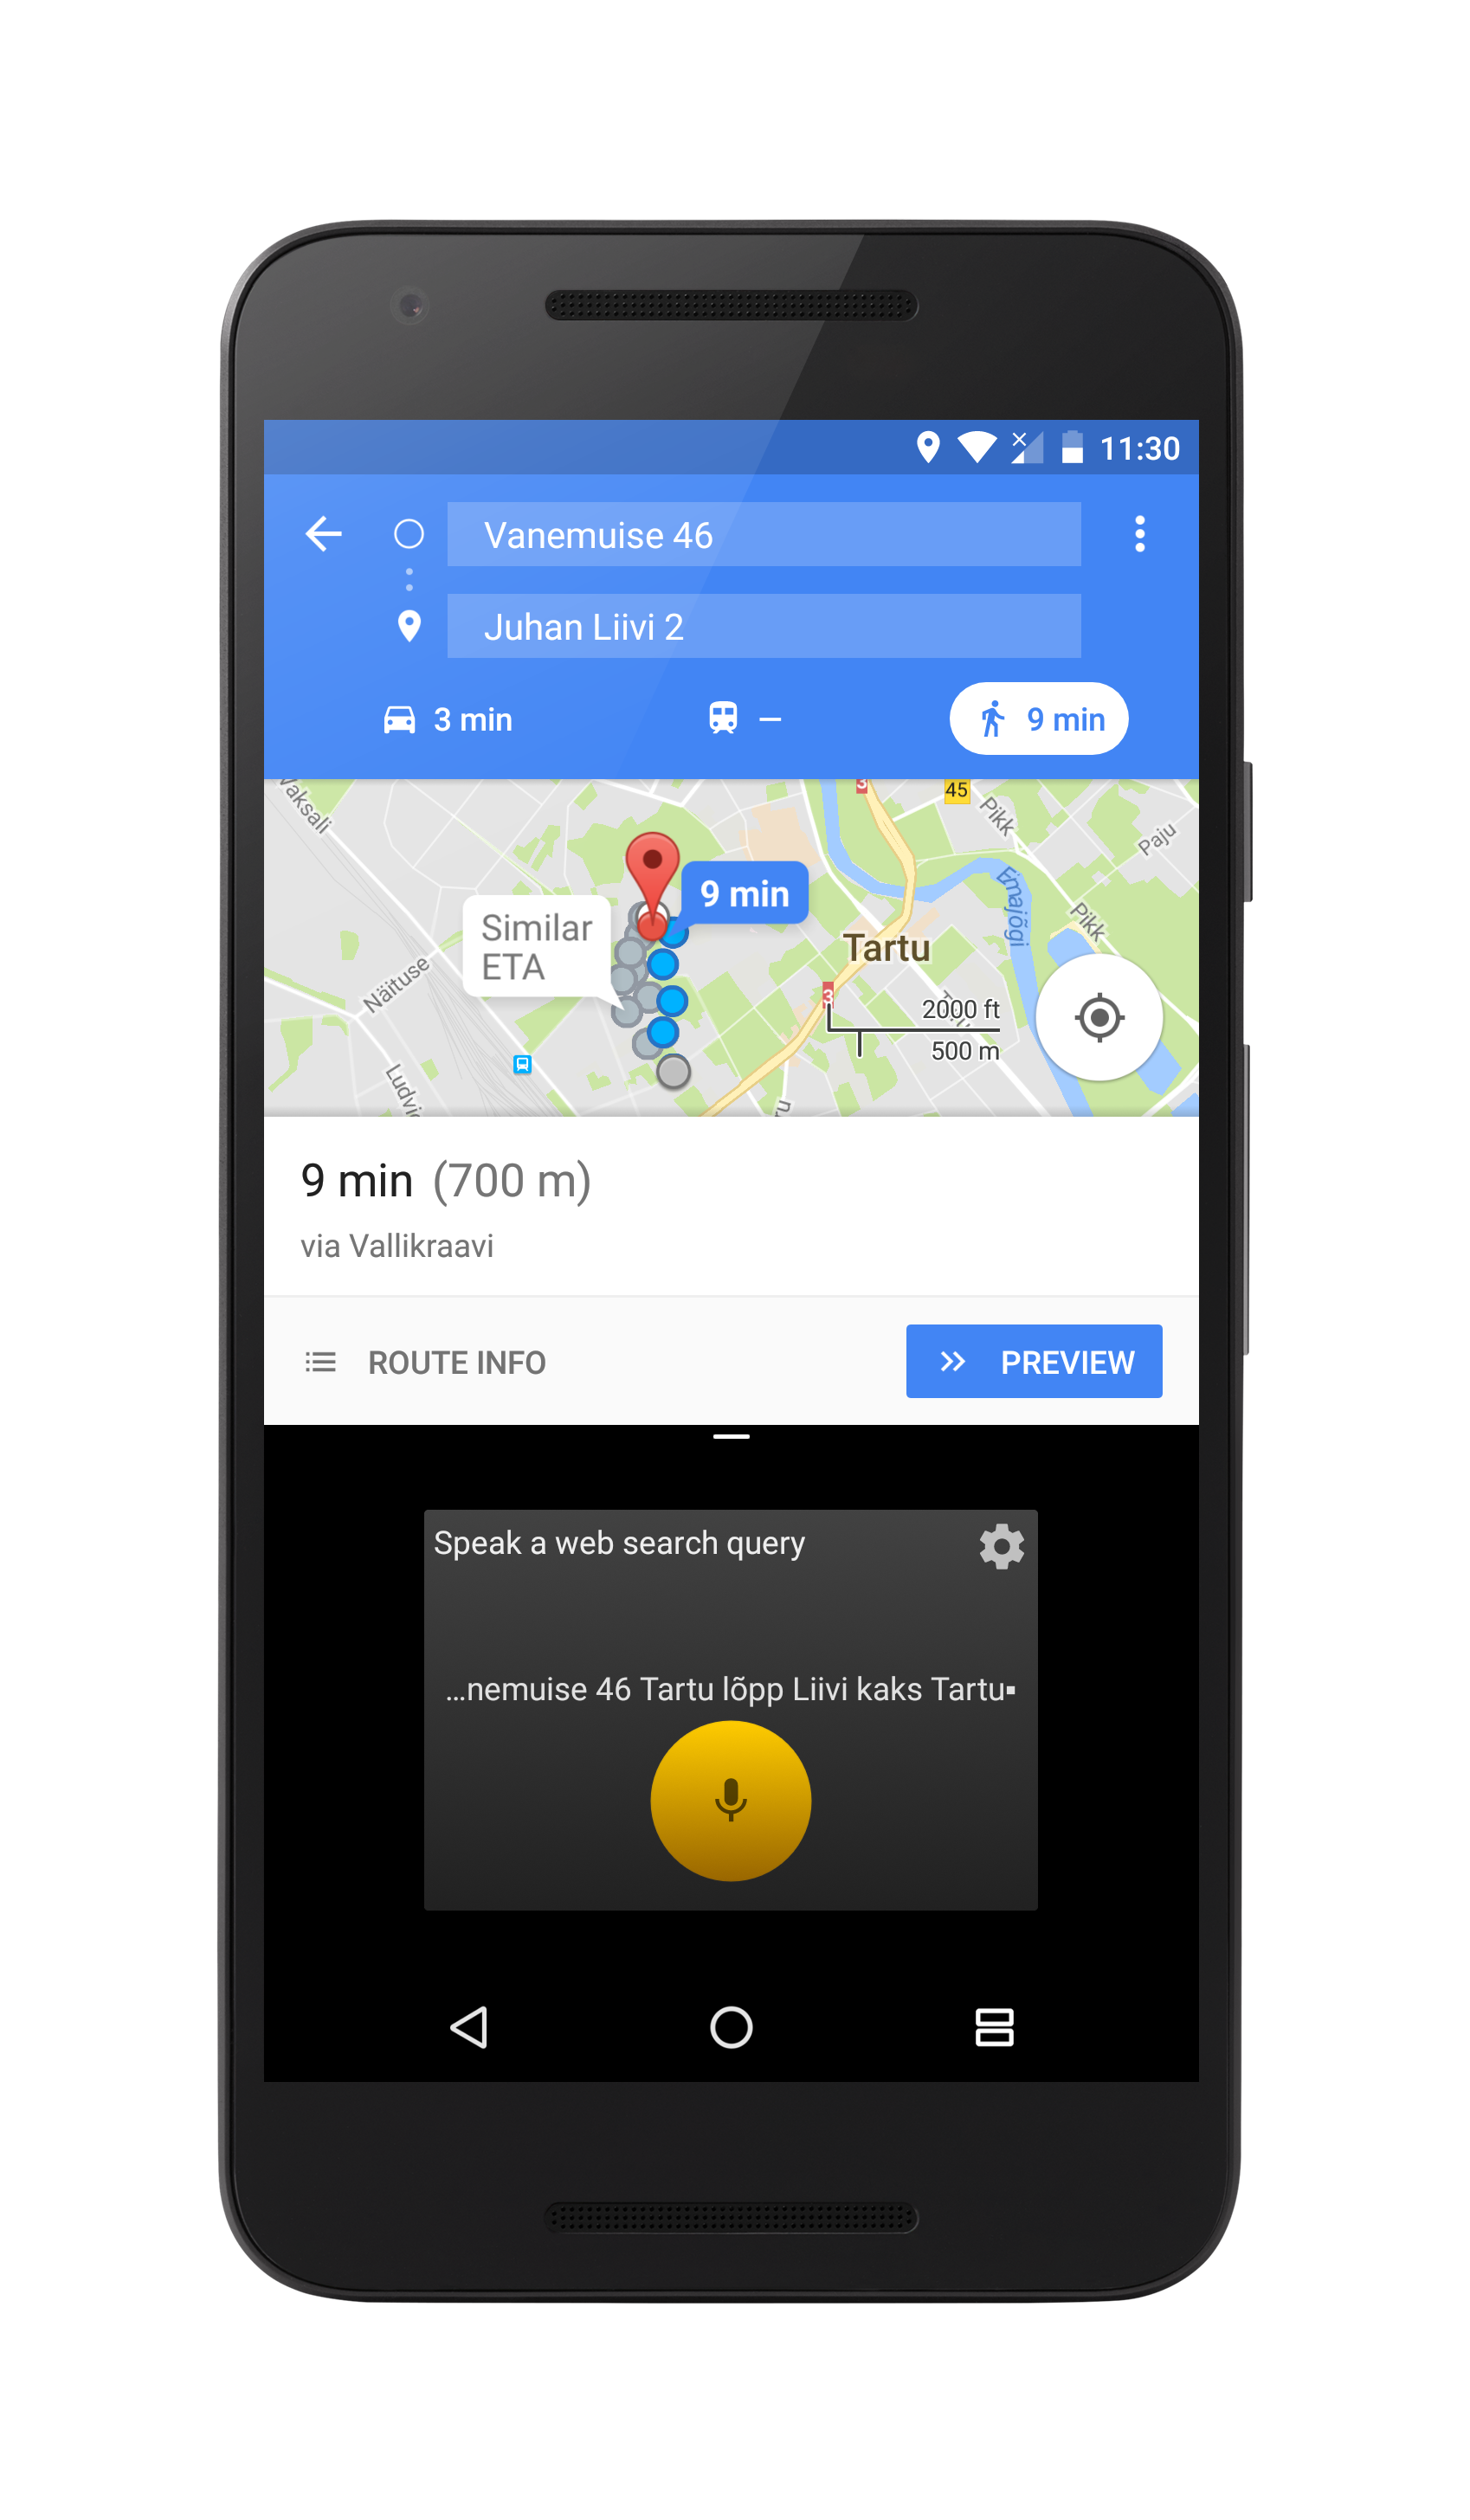 11:30
Vanemuise 46
Juhan Liivi 2
3 min
–
9 min
Vaksali
45
3
Pikk
Paju
Emajõgi
Pikk
9 min
Similar
ETA
Tartu
Näituse
3
2000 ft
500 m
9 min (700 m)
via Vallikraavi
ROUTE INFO
PREVIEW
Speak a web search query
…nemuise 46 Tartu lõpp Liivi kaks Tartu▪